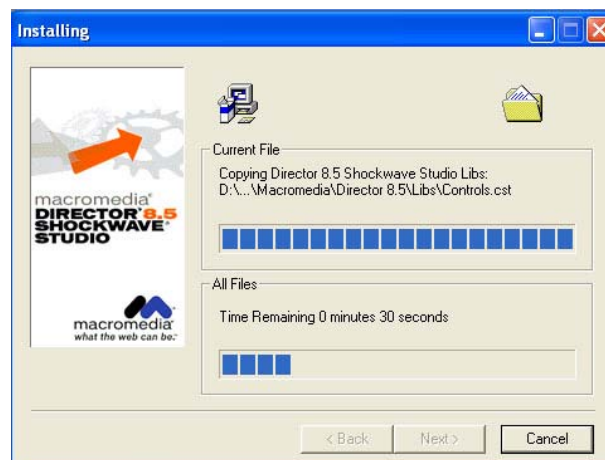 Installing
macromedia®
DIRECTOR® 8.5
SHOCKWAVE®
STUDIO
macromedia®
what the web can be.™
Current File
Copying Director 8.5 Shockwave Studio Libs:
D:\...\Macromedia\Director 8.5\Libs\Controls.cst
All Files
Time Remaining 0 minutes 30 seconds
< Back
Next >
Cancel